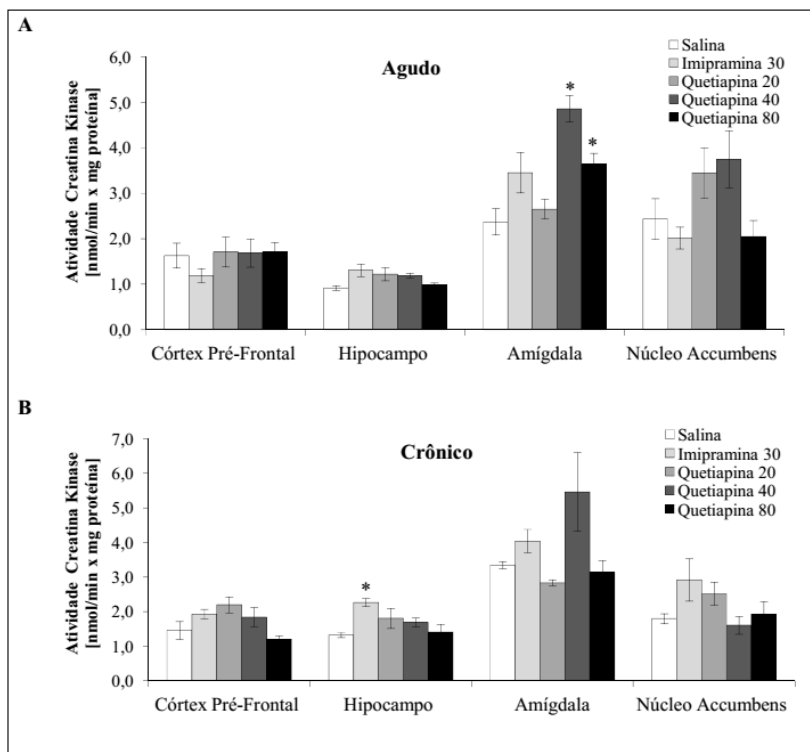 A
Agudo
Atividade Creatina Kinase
[nmol/min x mg proteína]
6,0
5,0
4,0
3,0
2,0
1,0
0,0
Salina
Imipramina 30
Quetiapina 20
Quetiapina 40
Quetiapina 80
*
*
Córtex Pré-Frontal
Hipocampo
Amígdala
Núcleo Accumbens
B
Crônico
Atividade Creatina Kinase
[nmol/min x mg proteína]
7,0
6,0
5,0
4,0
3,0
2,0
1,0
0,0
Salina
Imipramina 30
Quetiapina 20
Quetiapina 40
Quetiapina 80
*
Córtex Pré-Frontal
Hipocampo
Amígdala
Núcleo Accumbens